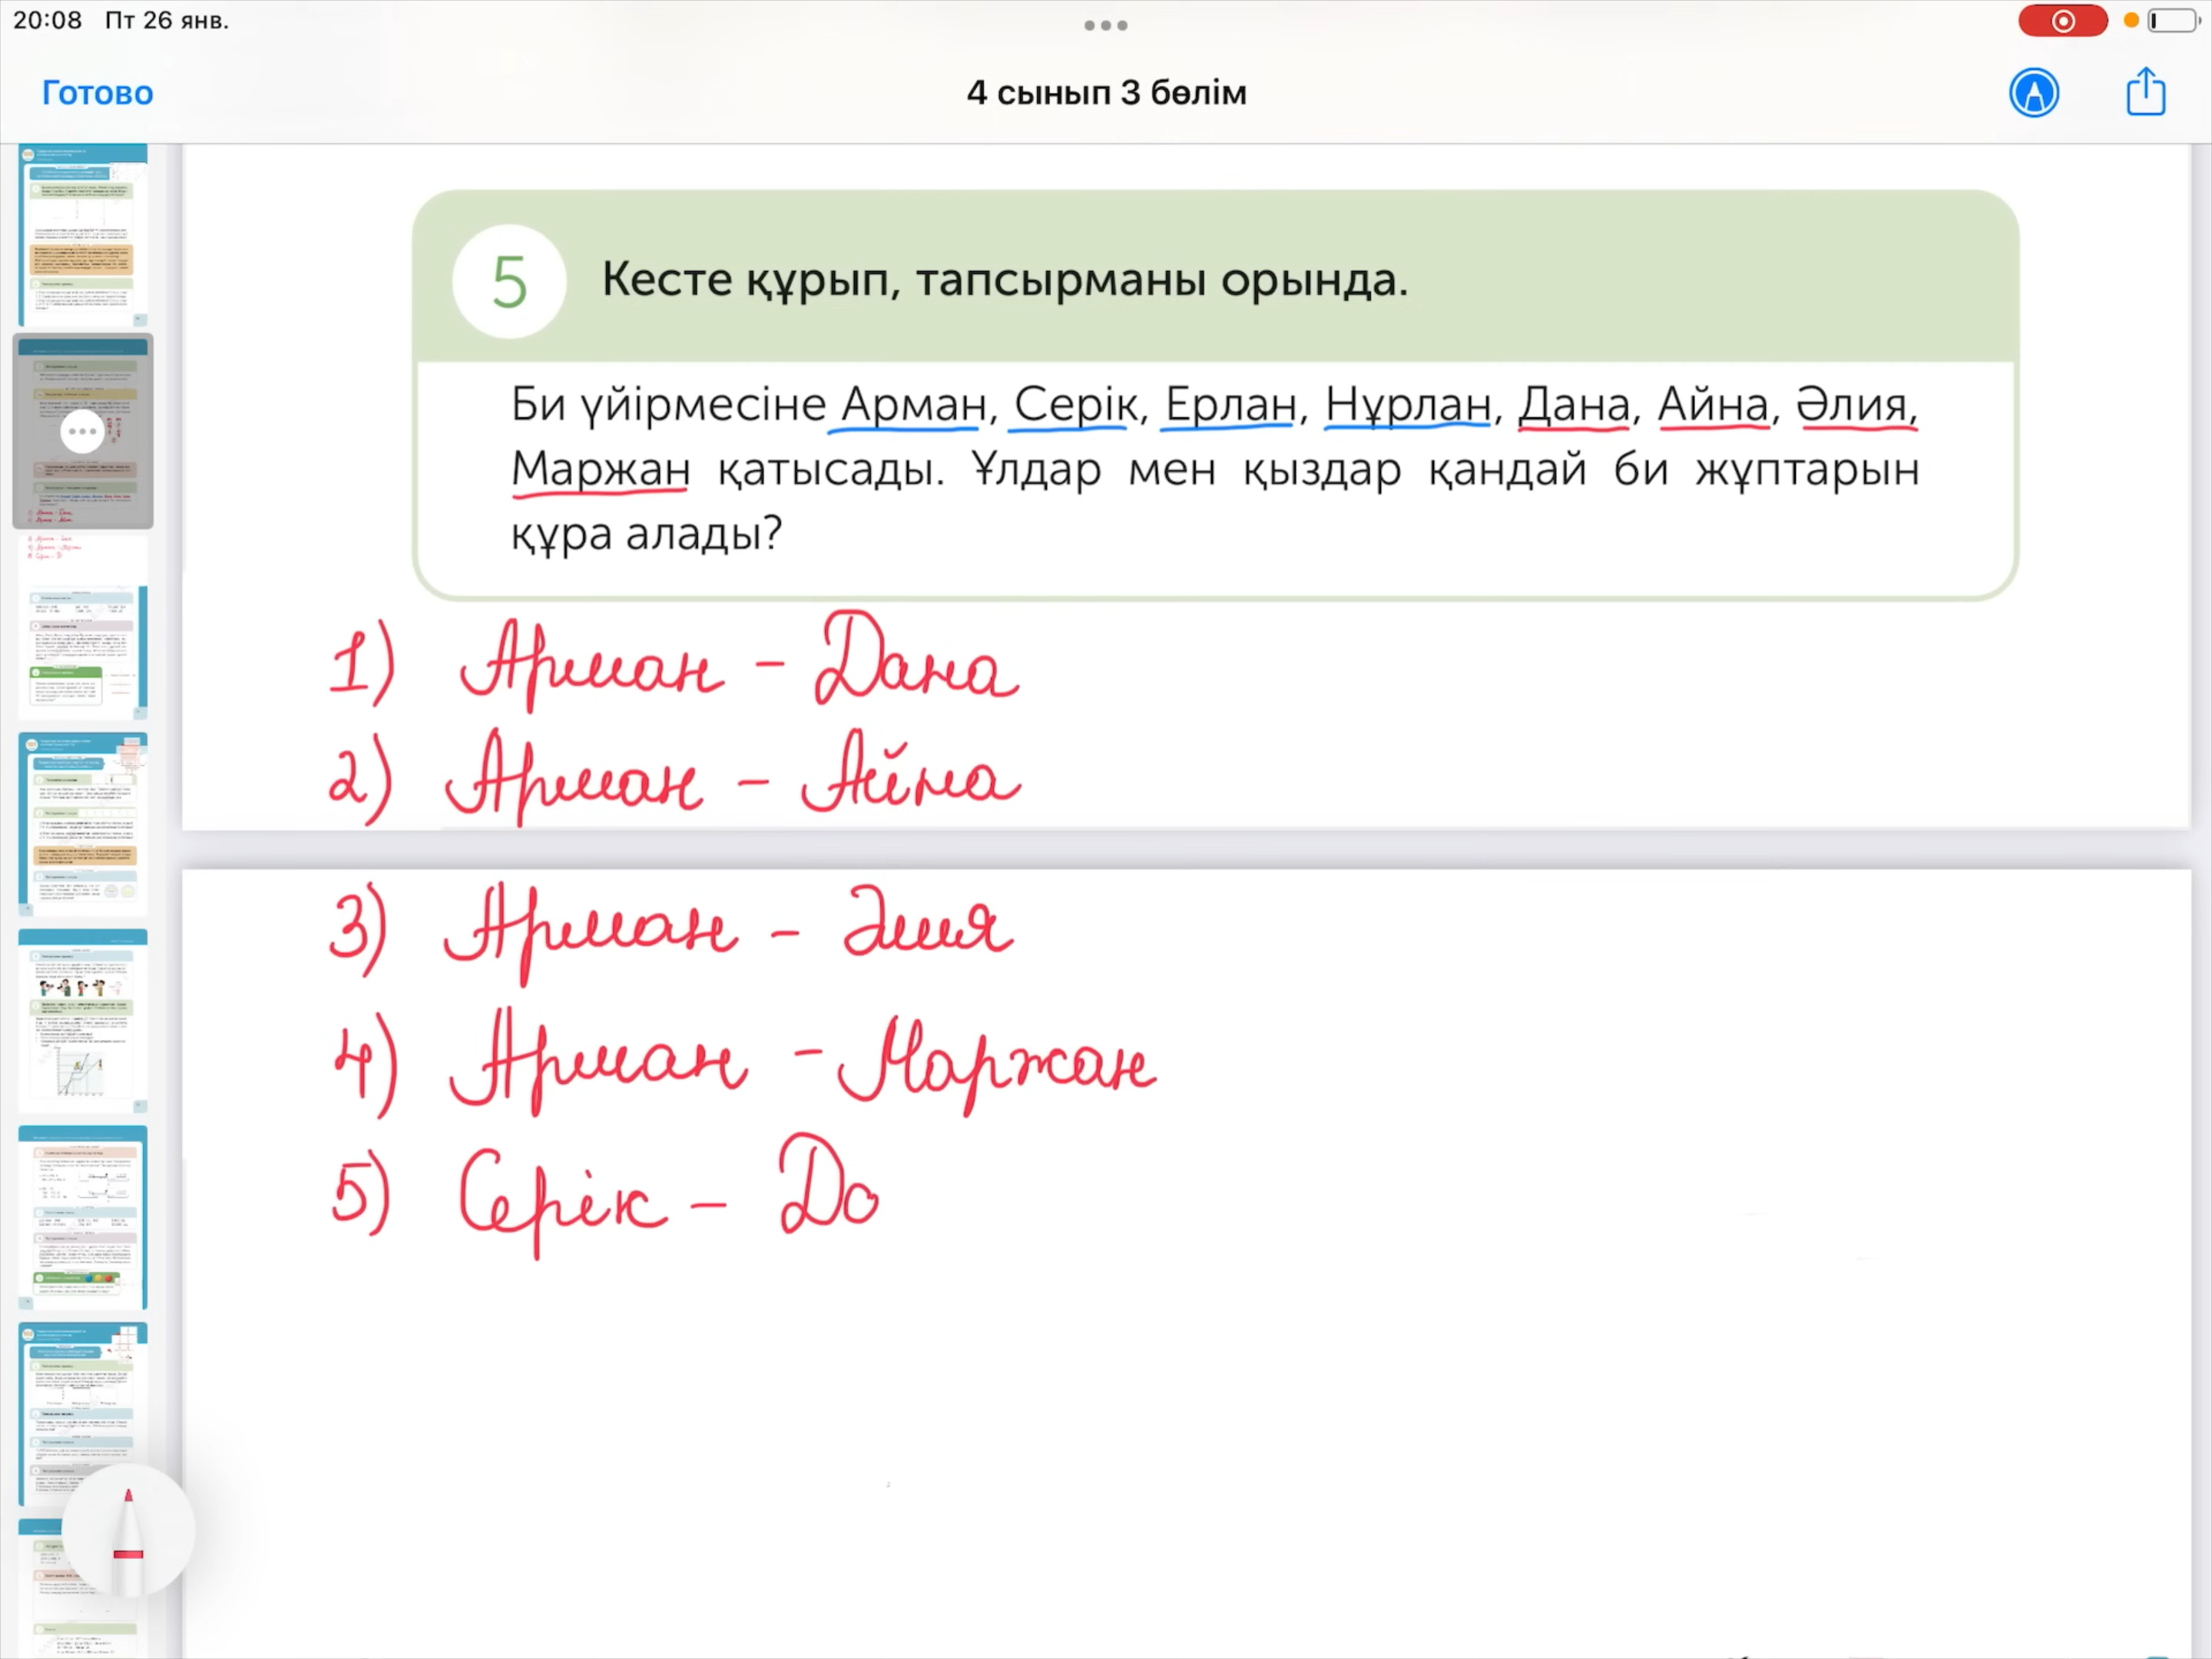 20:08 Пт 26 янв.
Готово
4 сынып 3 бөлім
5 Кесте құрып, тапсырманы орында.
Би үйірмесіне Арман, Серік, Ерлан, Нұрлан, Дана, Айна, Әлия,
Маржан қатысады. Ұлдар мен қыздар қандай би жұптарын
құра алады?
1) Арман - Дана
2) Арман - Айна
3) Арман - Әлия
4) Арман - Маржан
5) Серік - Да